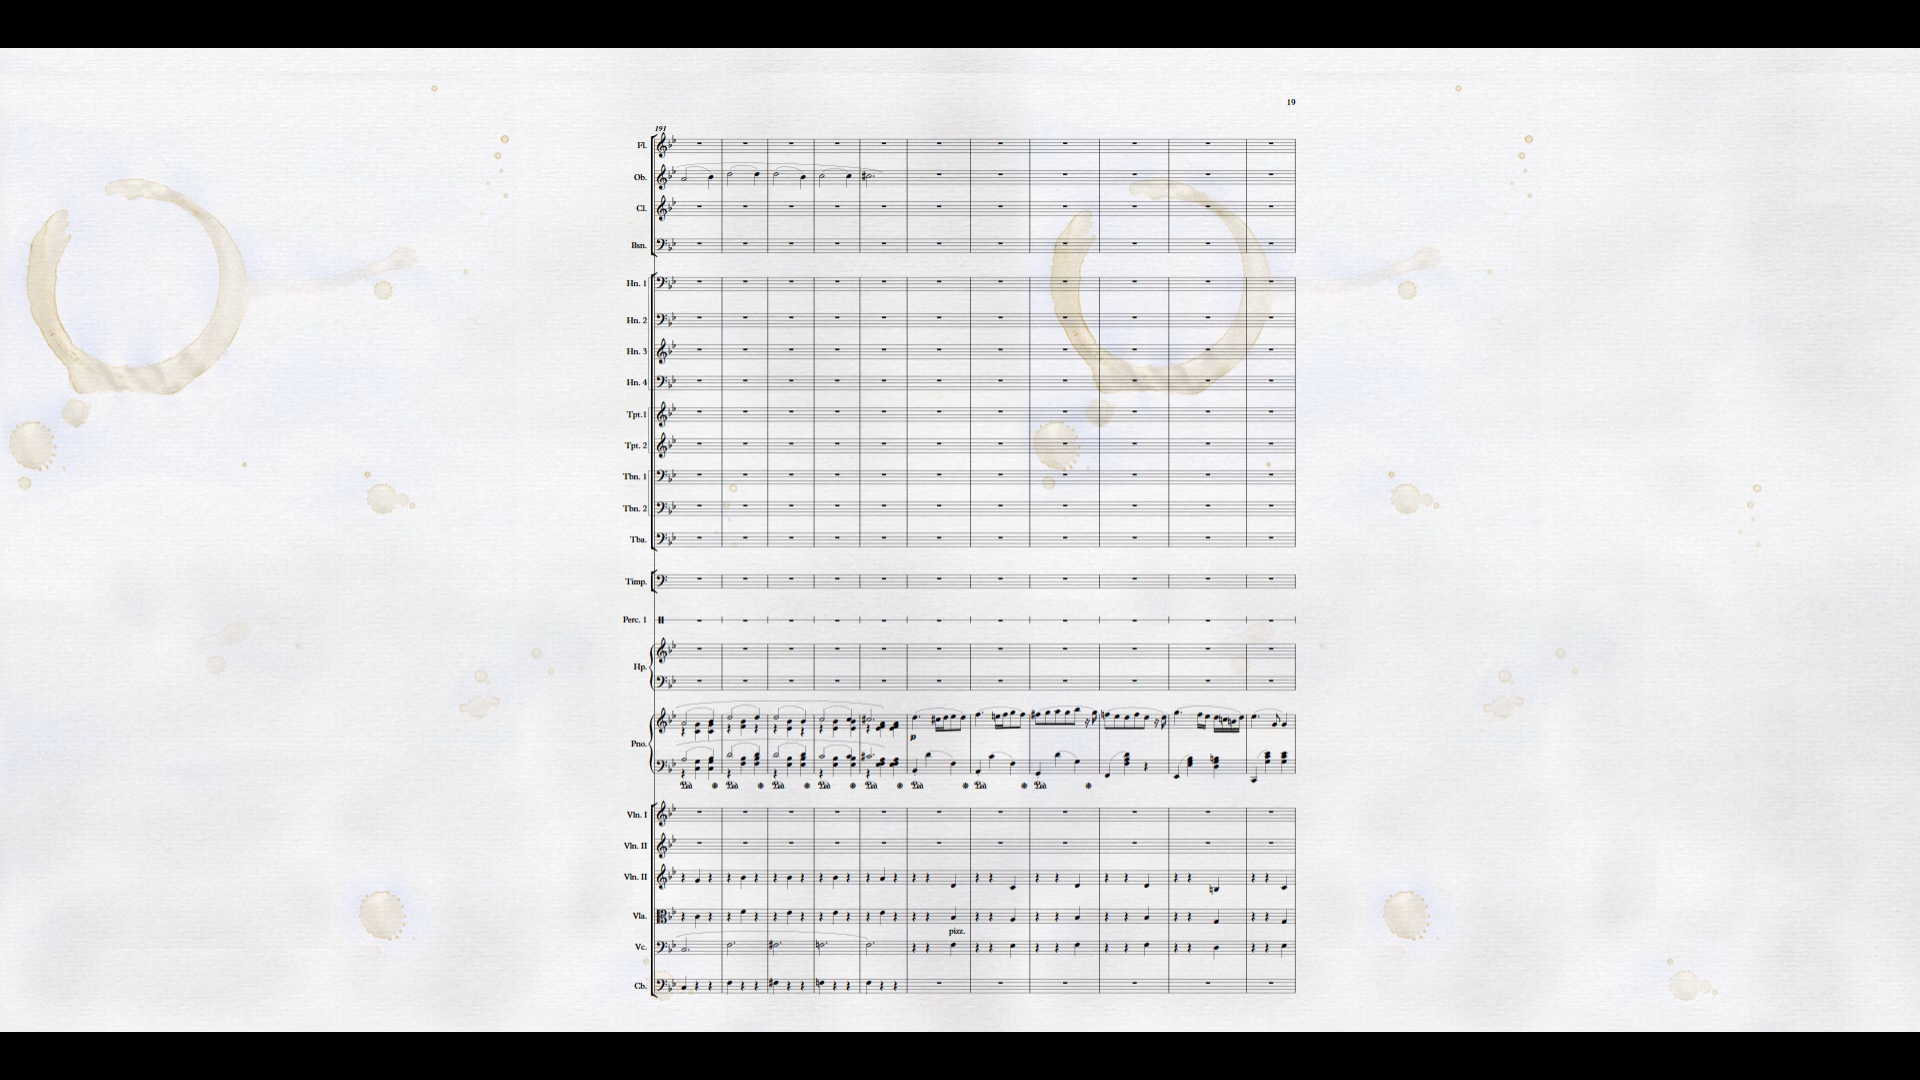 19
191
Fl.
Ob.
Cl.
Bsn.
Hn. 1
Hn. 2
Hn. 3
Hn. 4
Tpt.1
Tpt. 2
Tbn. 1
Tbn. 2
Tba.
Timp.
Perc. 1
Hp.
p
Pno.
Vln. I
Vln. II
Vln. II
Vla.
pizz.
Vc.
Cb.